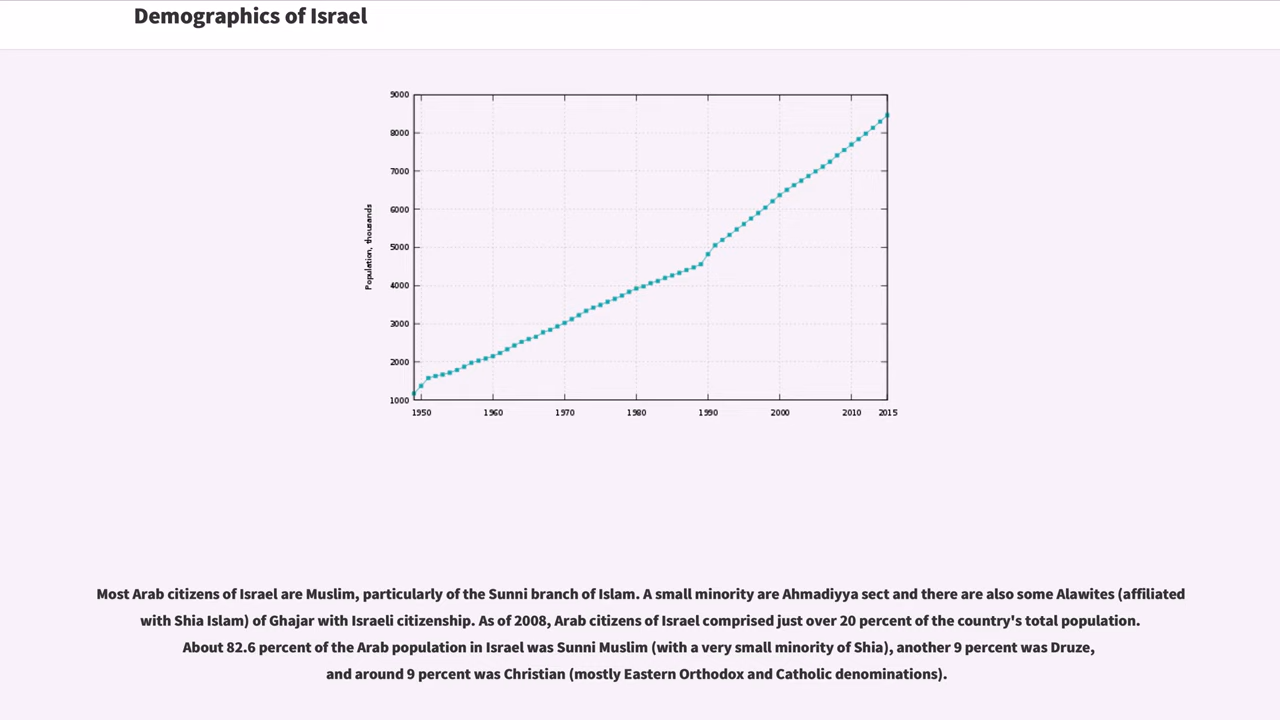 Demographics of Israel
9000
8000
7000
6000
5000
4000
3000
2000
1000
Population, thousands
1950 1960 1970 1980 1990 2000 2010 2015
Most Arab citizens of Israel are Muslim, particularly of the Sunni branch of Islam. A small minority are Ahmadiyya sect and there are also some Alawites (affiliated
with Shia Islam) of Ghajar with Israeli citizenship. As of 2008, Arab citizens of Israel comprised just over 20 percent of the country's total population.
About 82.6 percent of the Arab population in Israel was Sunni Muslim (with a very small minority of Shia), another 9 percent was Druze,
and around 9 percent was Christian (mostly Eastern Orthodox and Catholic denominations).